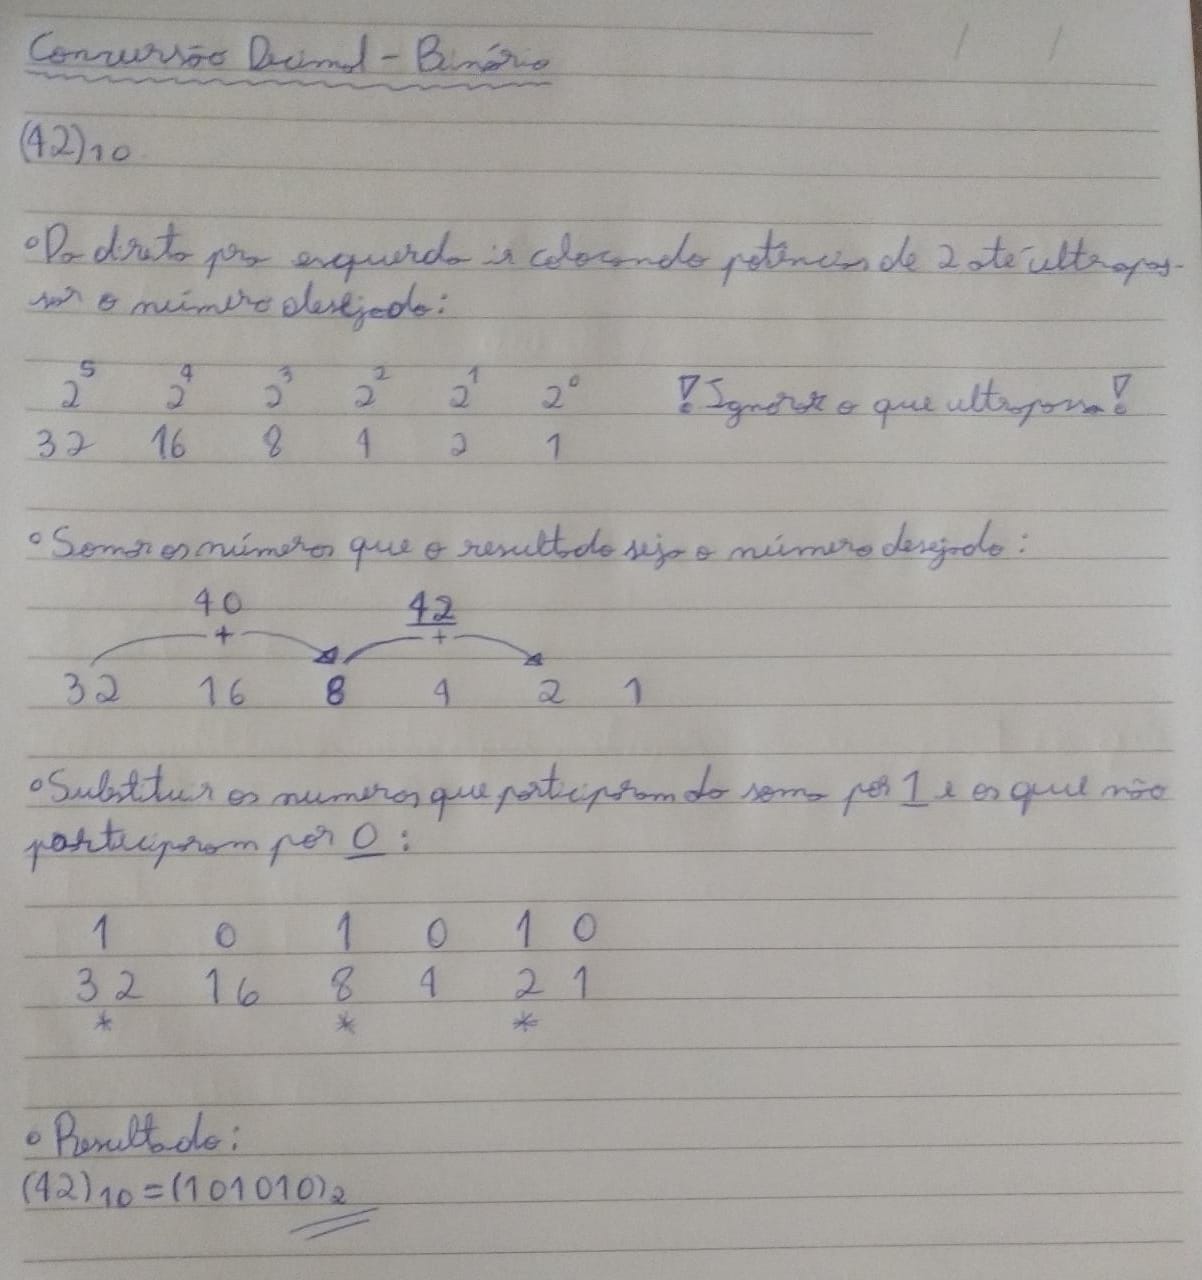 Conversão Decimal - Binário
(42)10
Da direita pra esquerda ir colocando potências de 2 até ultrapas-
sar o número desejado:
2^5 2^4 2^3 2^2 2^1 2^0 ! Ignorar o que ultrapassa!
32 16 8 4 2 1
Somar os números que o resultado seja o número desejado:
40 42
+ +
32 16 8 4 2 1
Substituir os numeros que participaram da soma por 1 e os que não
participaram por 0:
1 0 1 0 1 0
32 16 8 4 2 1
* * *
Resultado:
(42)10 = (101010)2